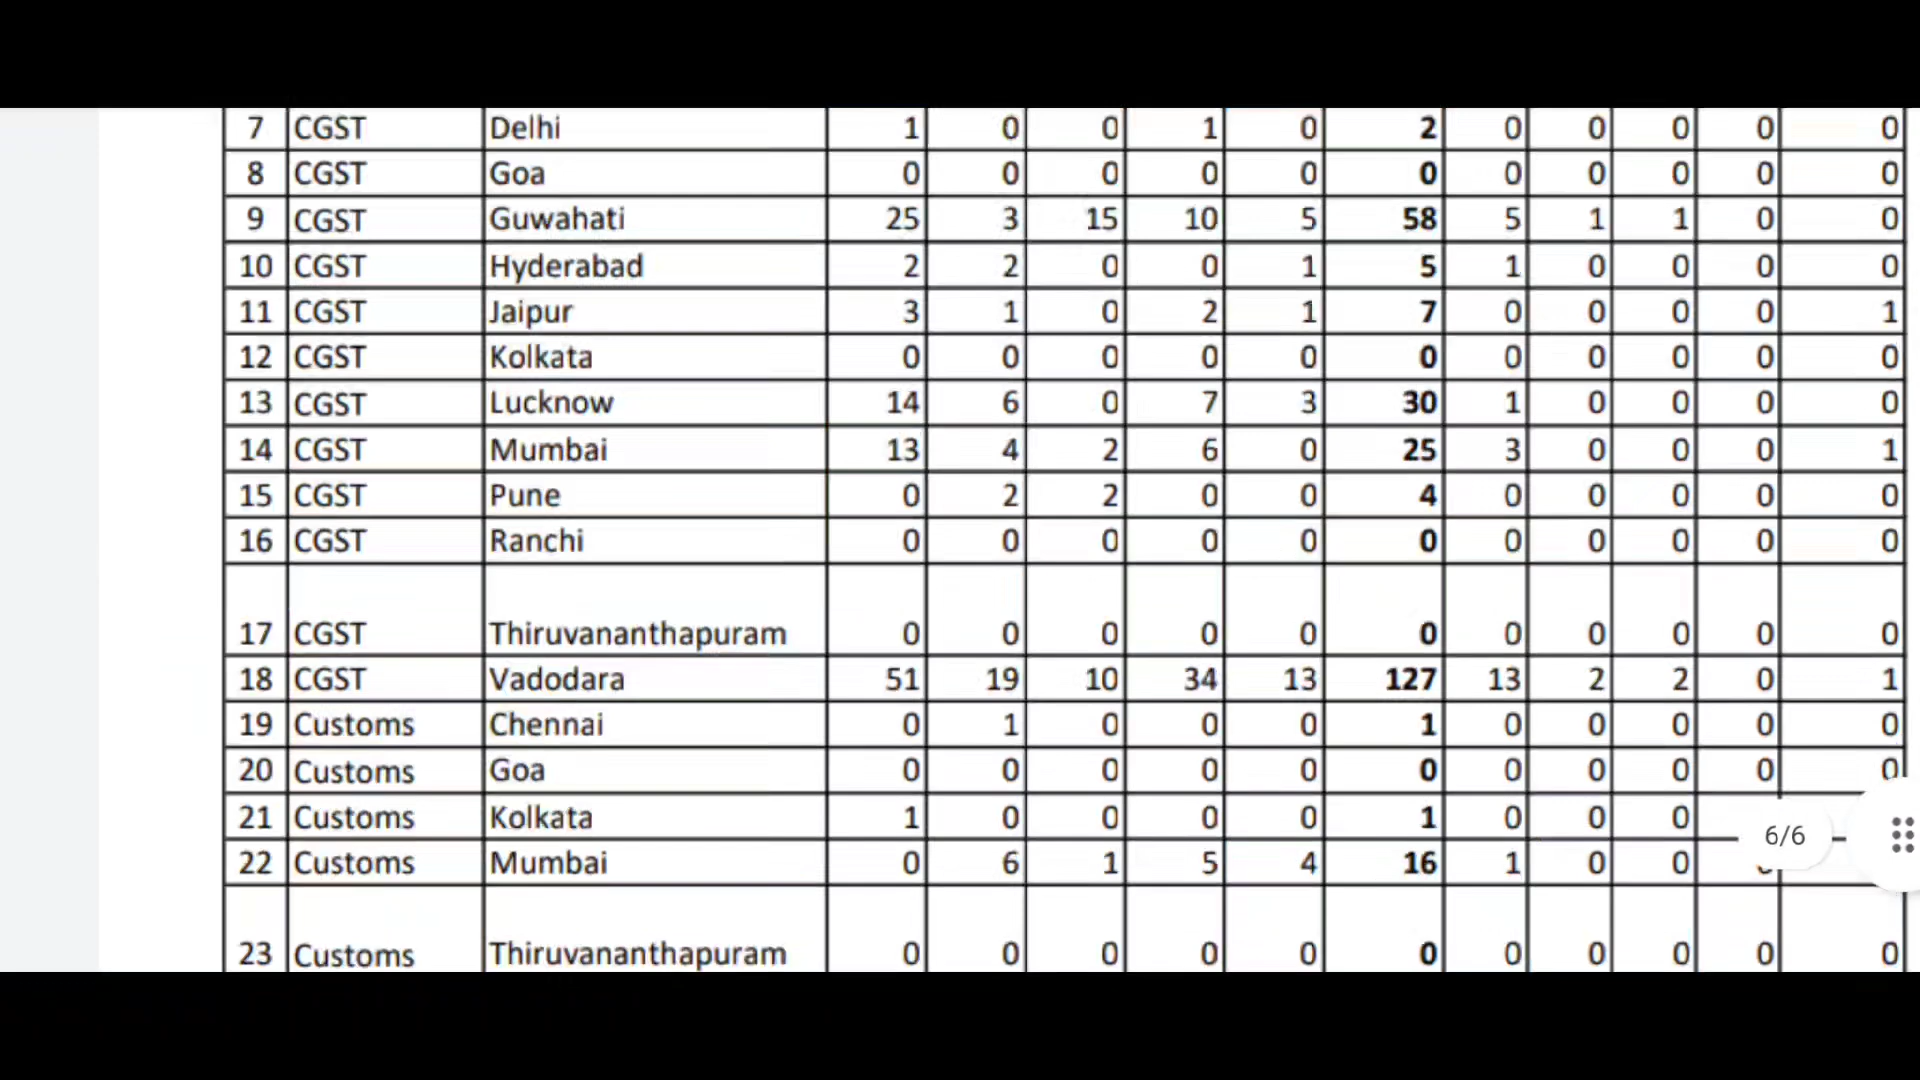 7 CGST Delhi 1 0 0 1 0 2 0 0 0 0 0
8 CGST Goa 0 0 0 0 0 0 0 0 0 0 0
9 CGST Guwahati 25 3 15 10 5 58 5 1 1 0 0
10 CGST Hyderabad 2 2 0 0 1 5 1 0 0 0 0
11 CGST Jaipur 3 1 0 2 1 7 0 0 0 0 1
12 CGST Kolkata 0 0 0 0 0 0 0 0 0 0 0
13 CGST Lucknow 14 6 0 7 3 30 1 0 0 0 0
14 CGST Mumbai 13 4 2 6 0 25 3 0 0 0 1
15 CGST Pune 0 2 2 0 0 4 0 0 0 0 0
16 CGST Ranchi 0 0 0 0 0 0 0 0 0 0 0
17 CGST Thiruvananthapuram 0 0 0 0 0 0 0 0 0 0 0
18 CGST Vadodara 51 19 10 34 13 127 13 2 2 0 1
19 Customs Chennai 0 1 0 0 0 1 0 0 0 0 0
20 Customs Goa 0 0 0 0 0 0 0 0 0 0 0
21 Customs Kolkata 1 0 0 0 0 1 0 0 0
6/6
22 Customs Mumbai 0 6 1 5 4 16 1 0 0
23 Customs Thiruvananthapuram 0 0 0 0 0 0 0 0 0 0 0